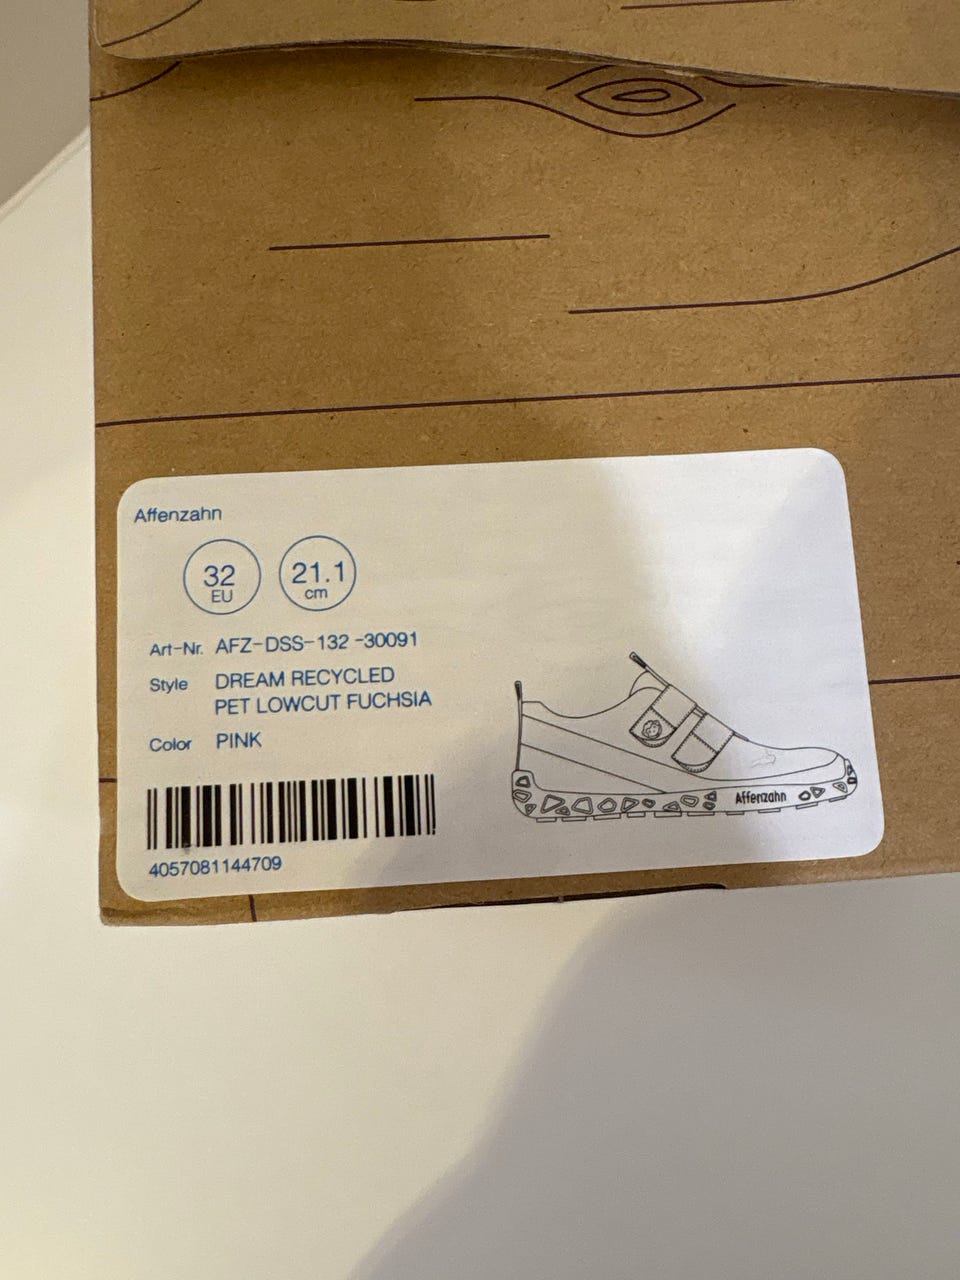 Affenzahn
32
EU
21.1
cm
Art-Nr. AFZ-DSS-132 -30091
Style DREAM RECYCLED
PET LOWCUT FUCHSIA
Color PINK
Affenzahn
4057081144709